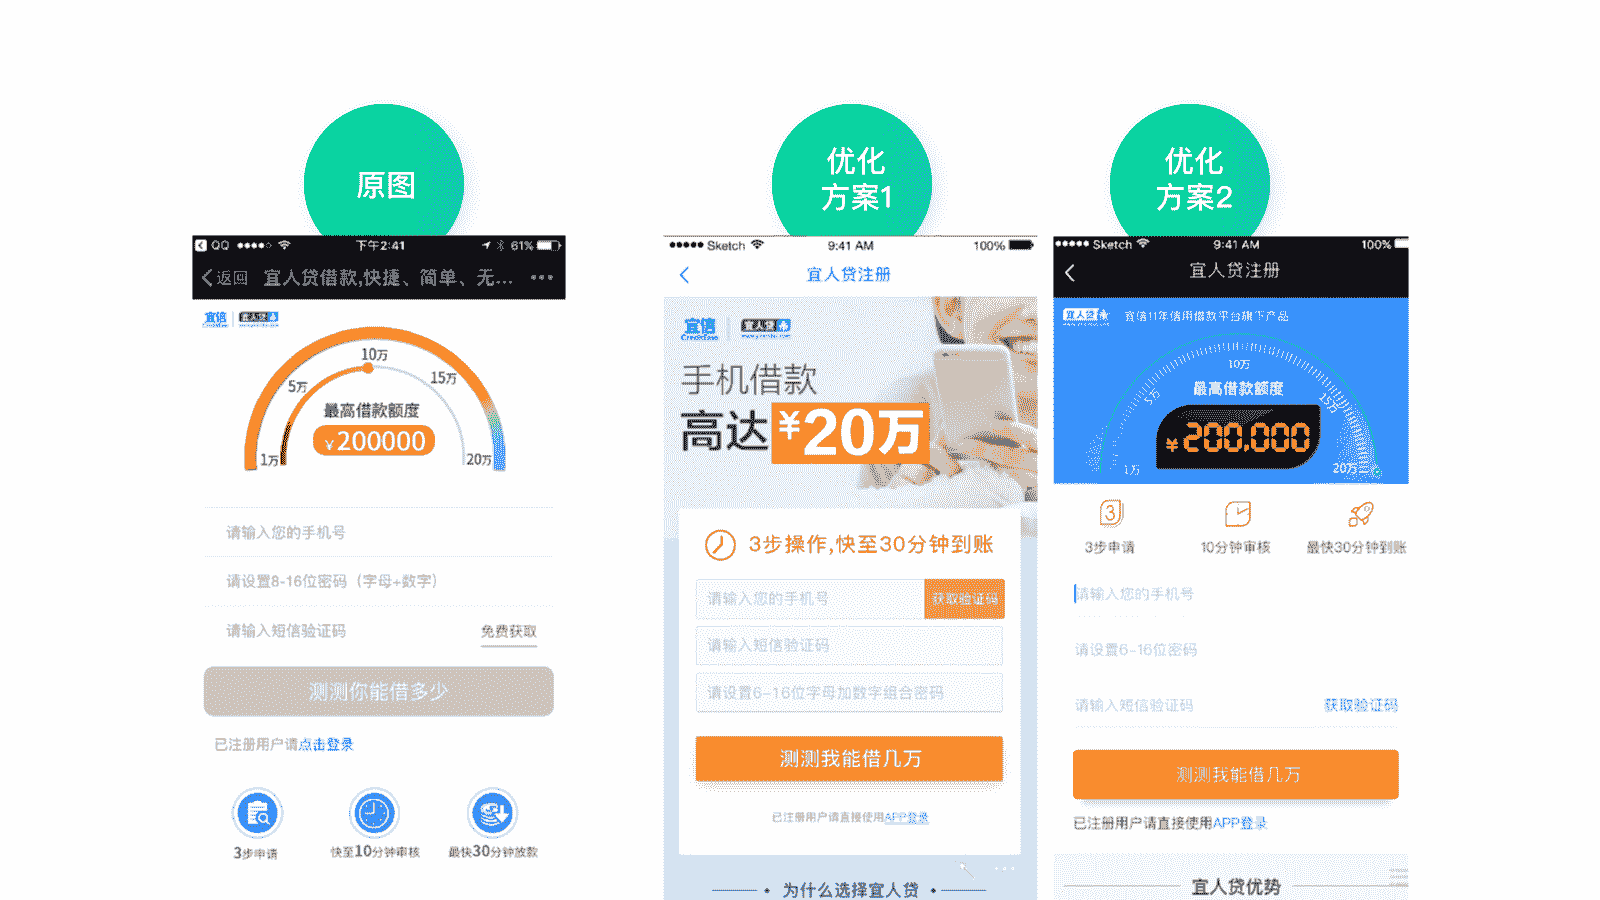 原图
QQ 下午2:41 61%
返回 宜人贷借款,快捷、简单、无...
宜信 宜人贷
10万
5万
15万
最高借款额度
¥200000
1万
20万
请输入您的手机号
请设置8-16位密码（字母+数字）
请输入短信验证码
免费获取
测测你能借多少
已注册用户请点击登录
3步申请
快至10分钟审核
最快30分钟放款
优化
方案1
Sketch 9:41 AM 100%
宜人贷注册
宜信 宜人贷
手机借款
高达¥20万
3步操作,快至30分钟到账
请输入您的手机号
获取验证码
请输入短信验证码
请设置6-16位字母加数字组合密码
测测我能借几万
已注册用户请直接使用APP登录
为什么选择宜人贷
优化
方案2
Sketch 9:41 AM 100%
宜人贷注册
宜人贷 宜信11年信用借款平台旗下产品
10万
5万
15万
最高借款额度
¥200,000
1万
20万
3
3步申请
10分钟审核
最快30分钟到账
请输入您的手机号
请设置6-16位密码
请输入短信验证码
获取验证码
测测我能借几万
已注册用户请直接使用APP登录
宜人贷优势